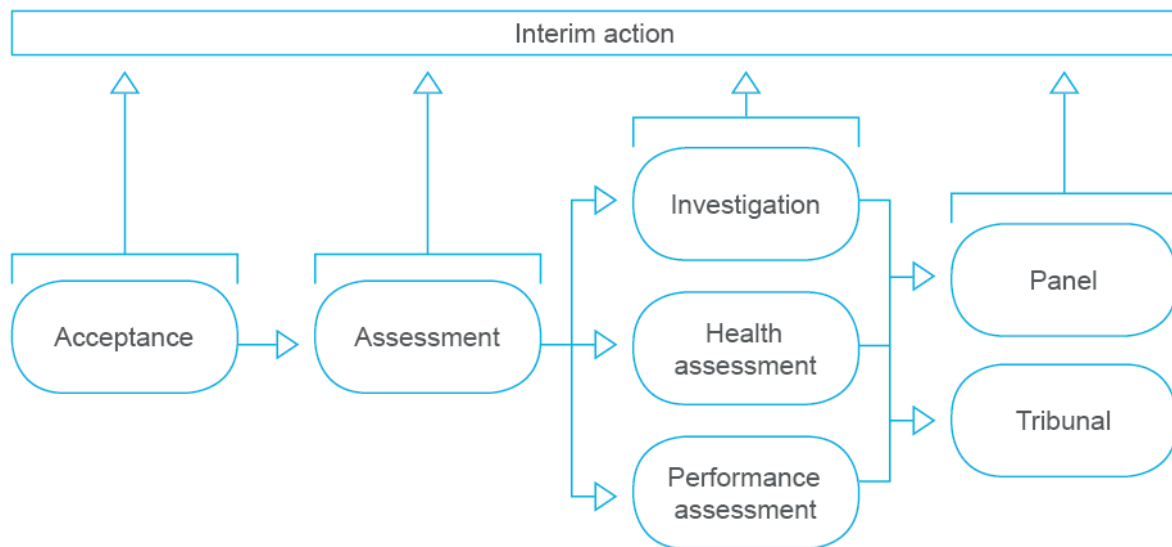 Interim action
Acceptance
Assessment
Investigation
Health
assessment
Performance
assessment
Panel
Tribunal